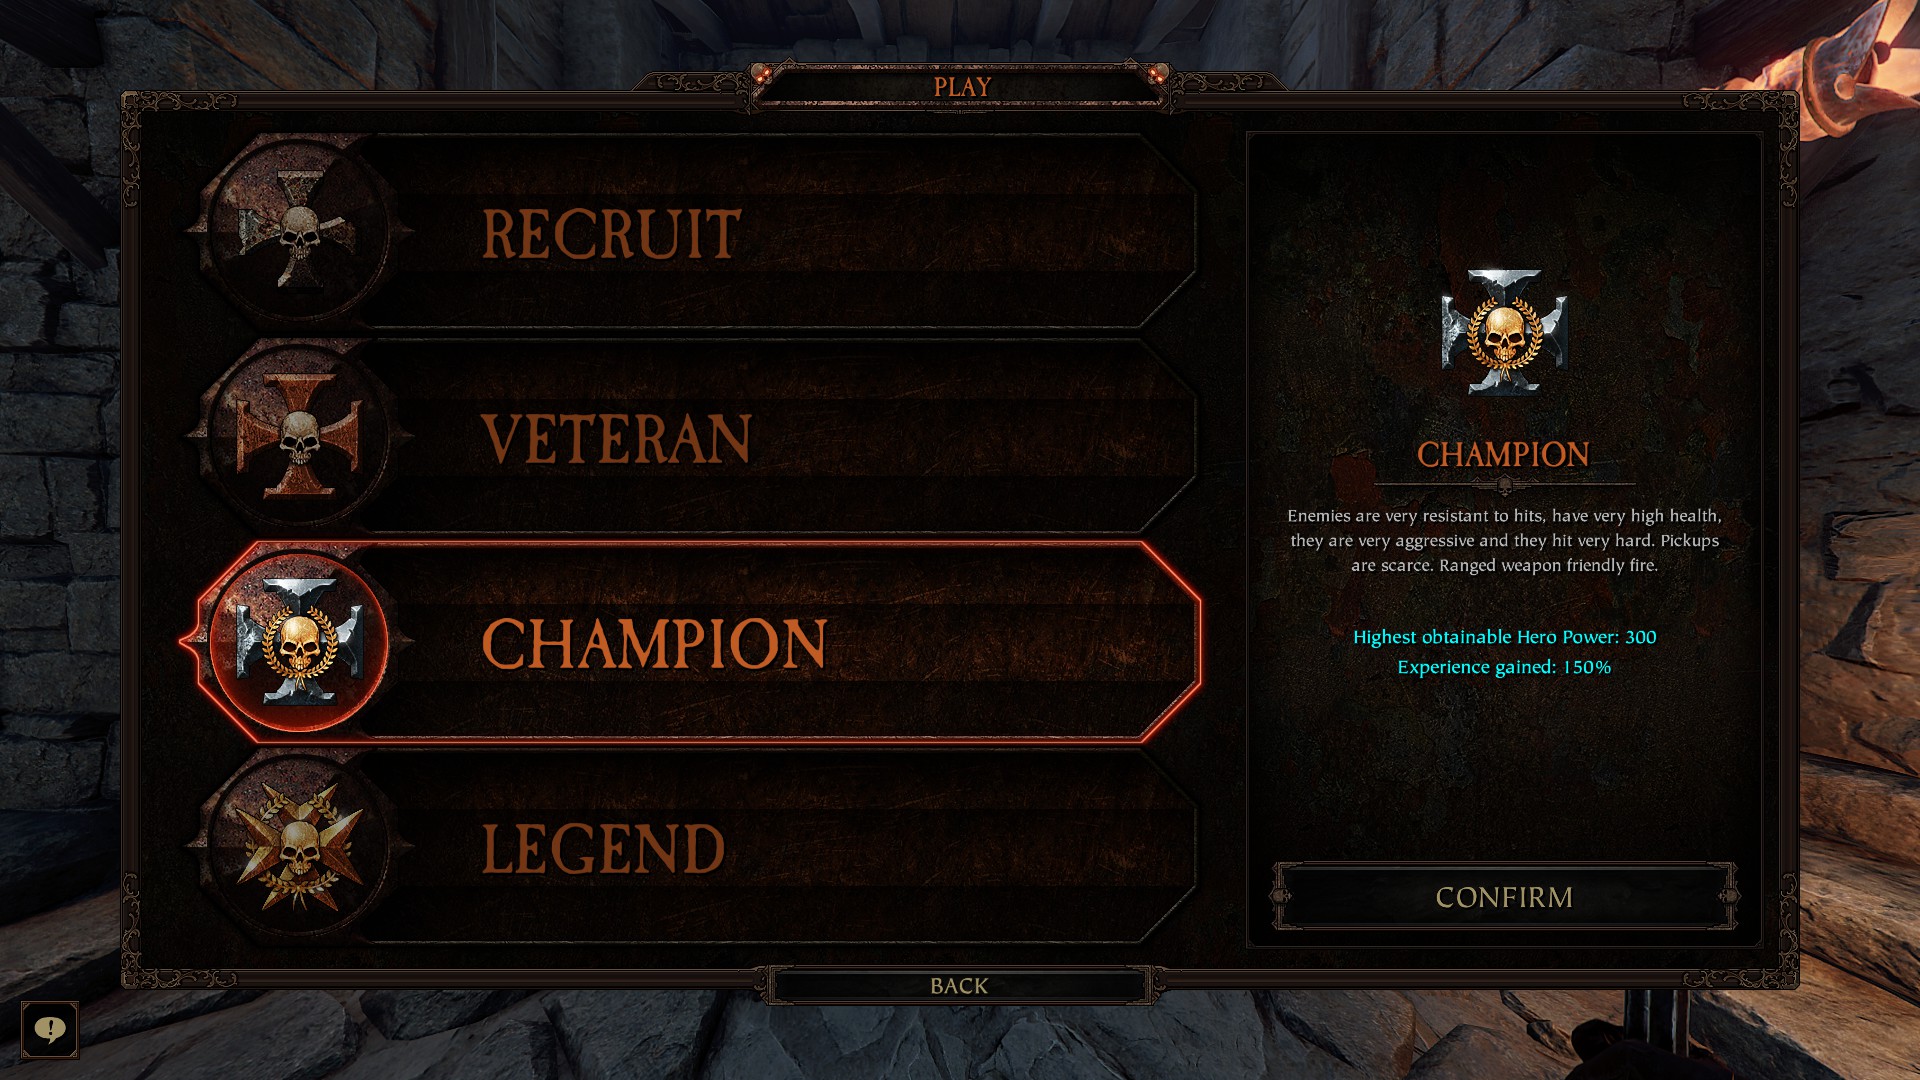 PLAY
RECRUIT
VETERAN
CHAMPION
LEGEND
CHAMPION
Enemies are very resistant to hits, have very high health,
they are very aggressive and they hit very hard. Pickups
are scarce. Ranged weapon friendly fire.
Highest obtainable Hero Power: 300
Experience gained: 150%
CONFIRM
BACK